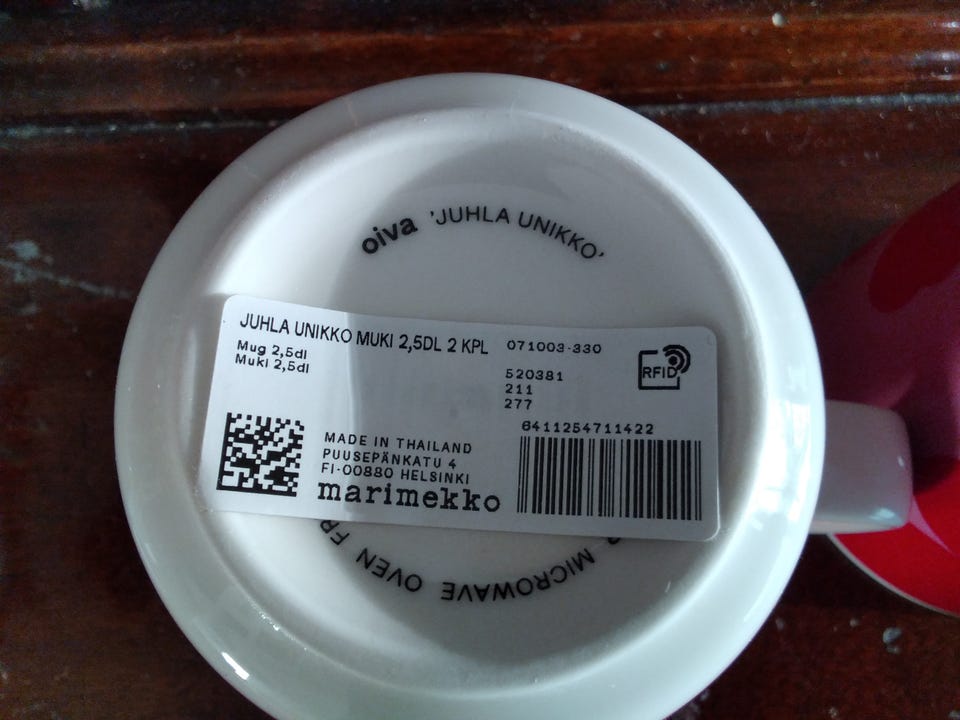 oiva 'JUHLA UNIKKO'
JUHLA UNIKKO MUKI 2,5DL 2 KPL
Mug 2,5dl
Muki 2,5dl
071003-330
520381
211
277
RFID
6411254711422
MADE IN THAILAND
PUUSEPÄNKATU 4
FI-00880 HELSINKI
marimekko
MICROWAVE OVEN